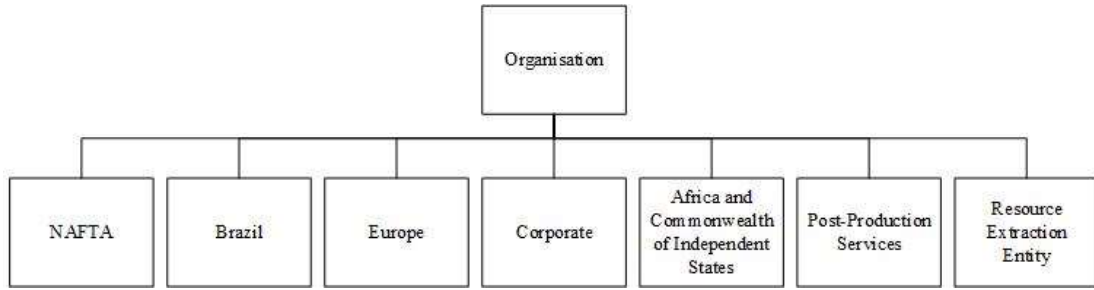 Organisation
NAFTA
Brazil
Europe
Corporate
Africa and
Commonwealth
of Independent
States
Post-Production
Services
Resource
Extraction
Entity